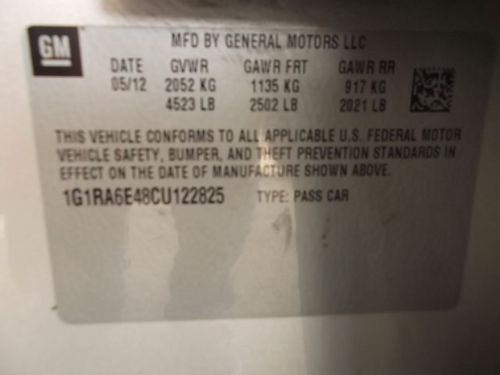 GM
MFD BY GENERAL MOTORS LLC
DATE GVWR GAWR FRT GAWR RR
05/12 2052 KG 1135 KG 917 KG
4523 LB 2502 LB 2021 LB
THIS VEHICLE CONFORMS TO ALL APPLICABLE U.S. FEDERAL MOTOR
VEHICLE SAFETY, BUMPER, AND THEFT PREVENTION STANDARDS IN
EFFECT ON THE DATE OF MANUFACTURE SHOWN ABOVE.
1G1RA6E48CU122825 TYPE: PASS CAR